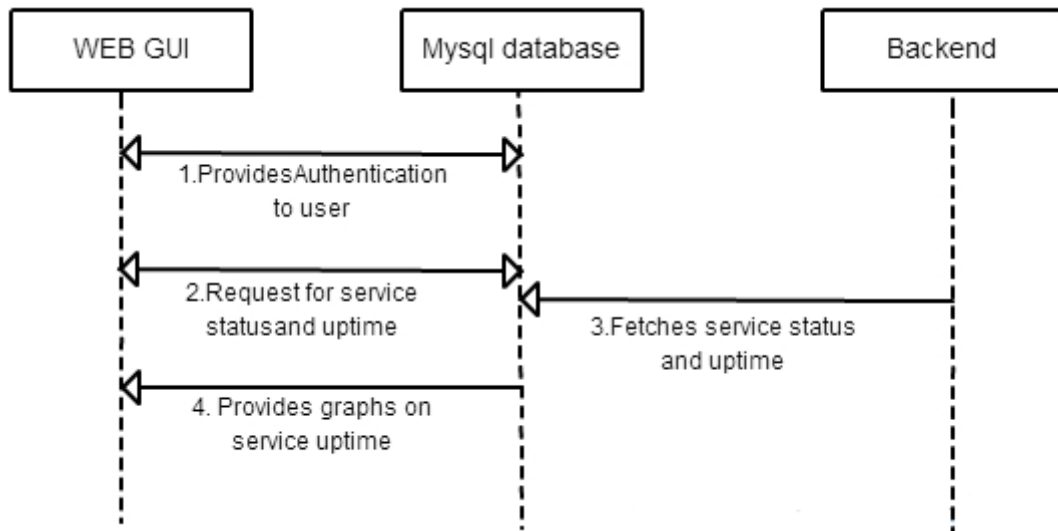 WEB GUI
Mysql database
Backend
1.ProvidesAuthentication
to user
2.Request for service
statusand uptime
3.Fetches service status
and uptime
4. Provides graphs on
service uptime